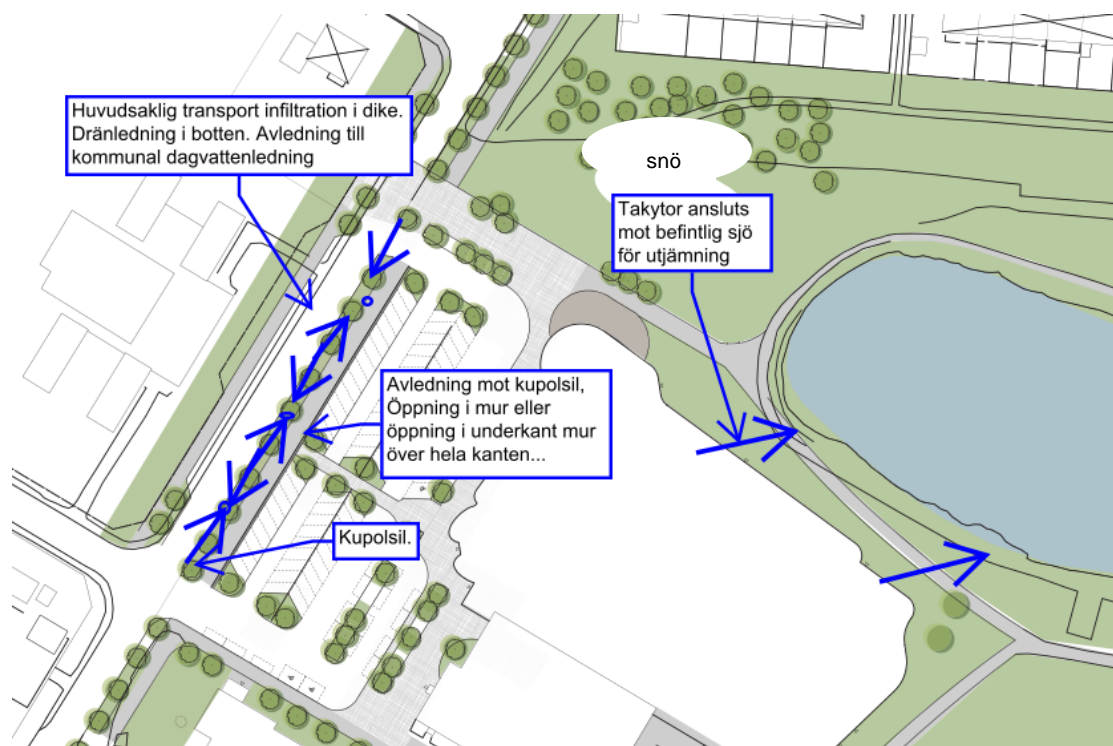 Huvudsaklig transport infiltration i dike.
Dränledning i botten. Avledning till
kommunal dagvattenledning
snö
Takytor ansluts
mot befintlig sjö
för utjämning
Avledning mot kupolsil,
Öppning i mur eller
öppning i underkant mur
över hela kanten...
Kupolsil.